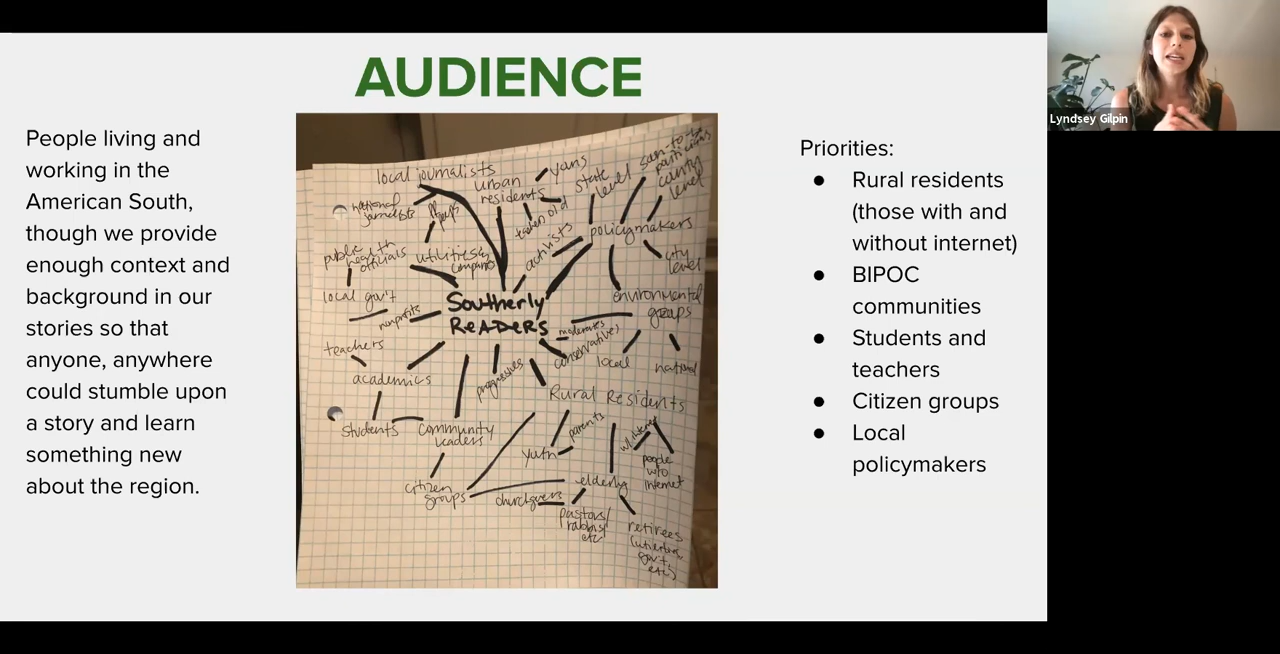 AUDIENCE
People living and
working in the
American South,
though we provide
enough context and
background in our
stories so that
anyone, anywhere
could stumble upon
a story and learn
something new
about the region.
local journalists
urban
residents
yans
state
level
county
level
national
journalists
activists
policymakers
city
level
public
health
officials
utilities
local gov't
nonprofits
Southerly
Readers
environmental
groups
moderates
conservatives
local
national
teachers
academics
progressives
Rural Residents
students
community
leaders
parents
people
w/o
internet
citizen
groups
elderly
churchgoers
pastors/
rabbis/
etc
retirees
gov't,
etc)
Priorities:
● Rural residents
(those with and
without internet)
● BIPOC
communities
● Students and
teachers
● Citizen groups
● Local
policymakers
Lyndsey Gilpin